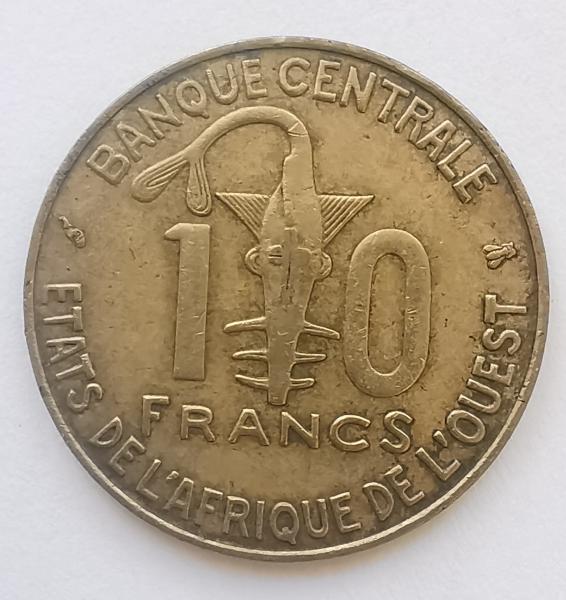 BANQUE CENTRALE
10
FRANCS
ETATS DE L'AFRIQUE DE L'OUEST